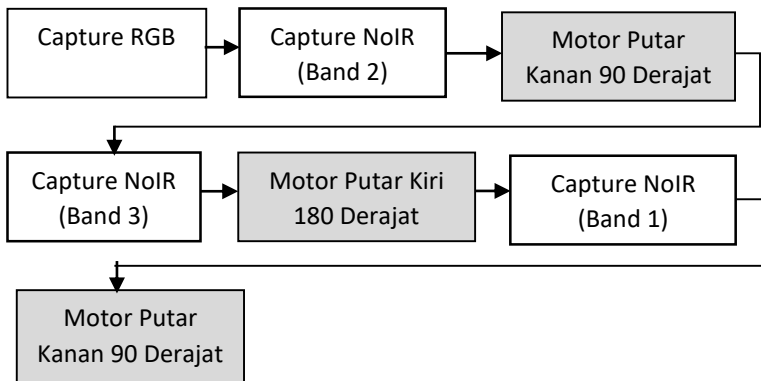 Capture RGB
Capture NoIR
(Band 2)
Motor Putar
Kanan 90 Derajat
Capture NoIR
(Band 3)
Motor Putar Kiri
180 Derajat
Capture NoIR
(Band 1)
Motor Putar
Kanan 90 Derajat